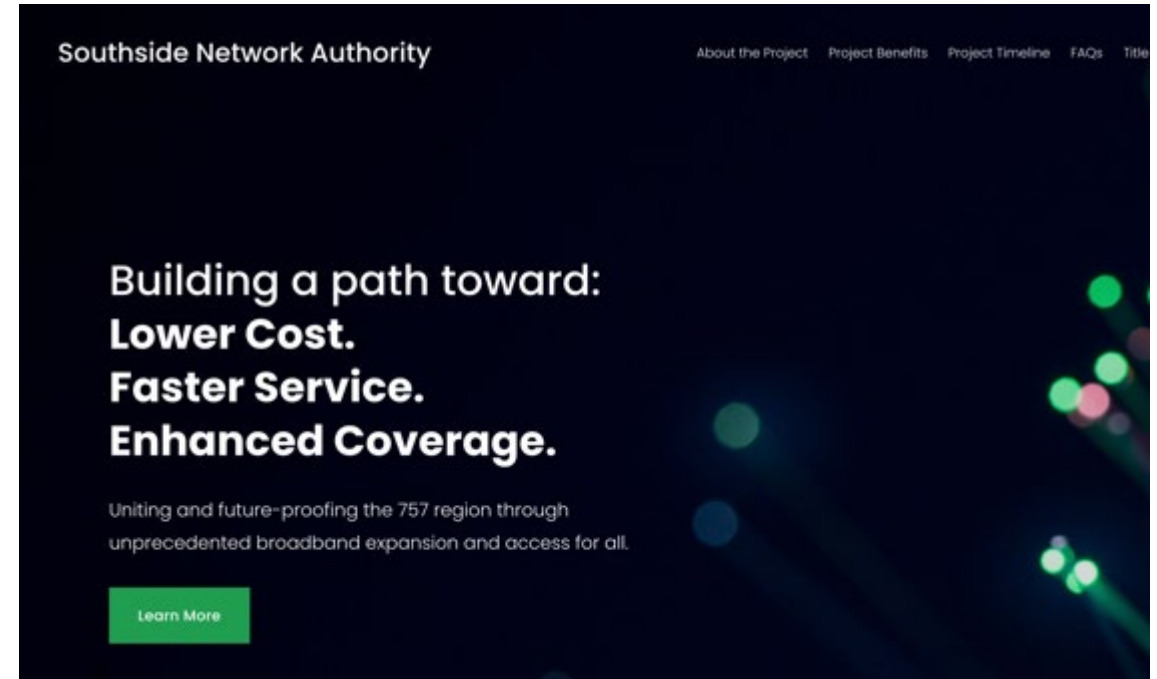 Southside Network Authority
About the Project Project Benefits Project Timeline FAQs Title
Building a path toward:
Lower Cost.
Faster Service.
Enhanced Coverage.
Uniting and future-proofing the 757 region through
unprecedented broadband expansion and access for all.
Learn More